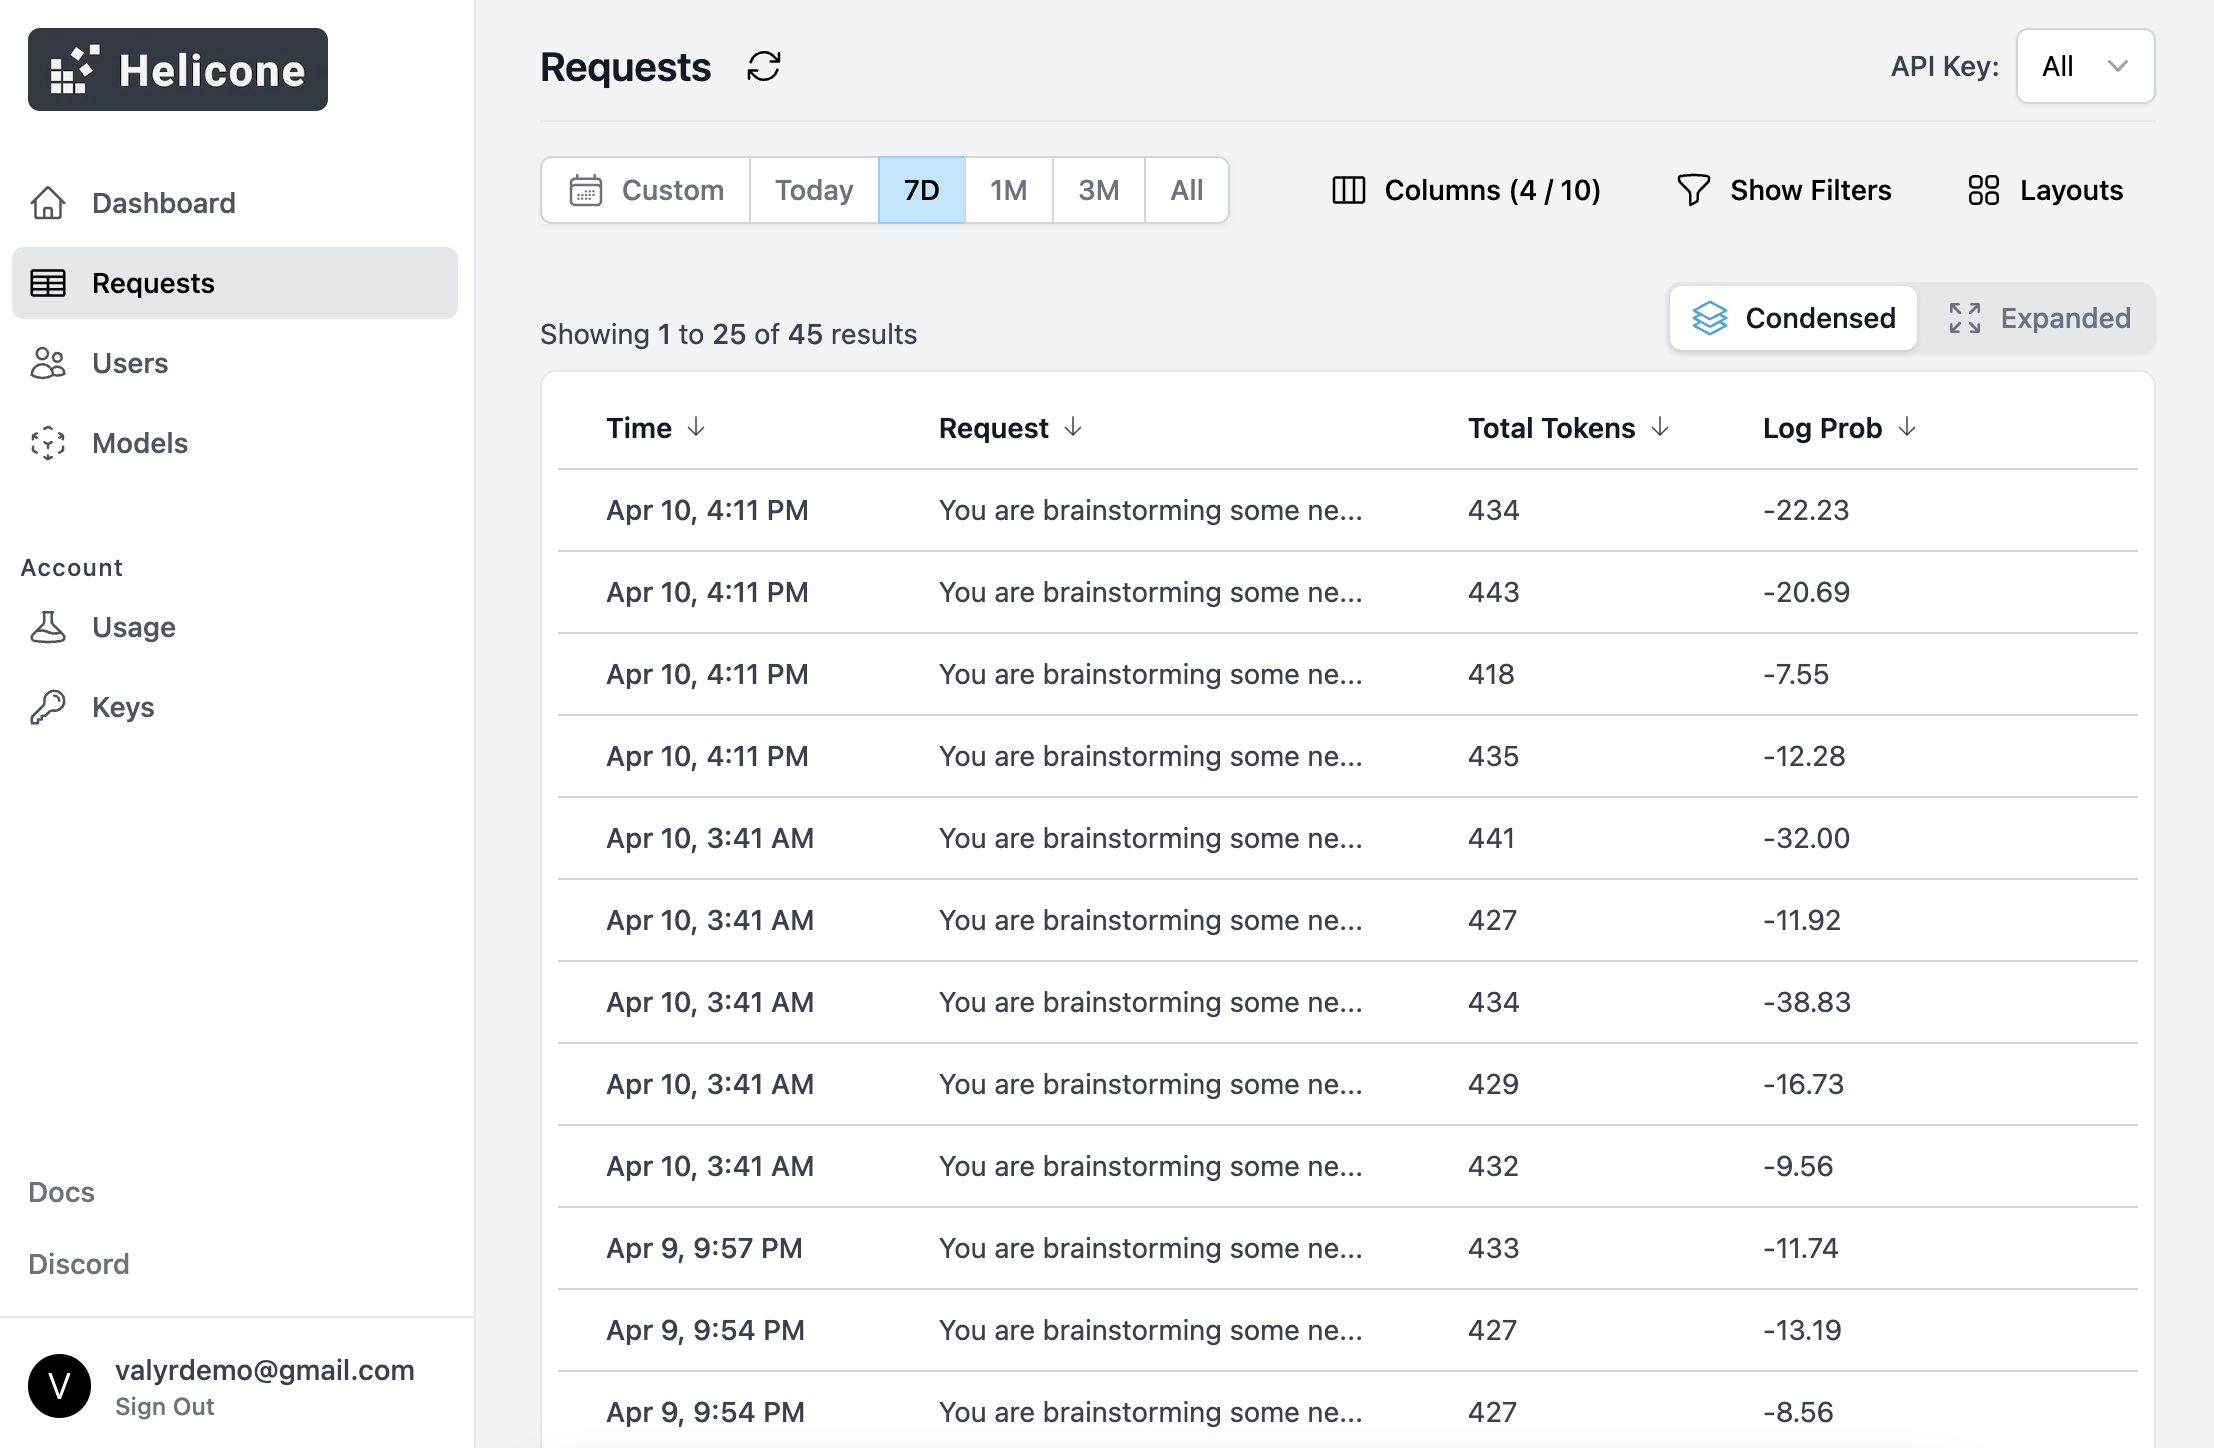 Helicone
Dashboard
Requests
Users
Models
Account
Usage
Keys
Docs
Discord
V
valyrdemo@gmail.com
Sign Out
Requests
API Key: All
Custom Today 7D 1M 3M All
Columns (4 / 10) Show Filters Layouts
Showing 1 to 25 of 45 results
Condensed Expanded
Time Request Total Tokens Log Prob
Apr 10, 4:11 PM You are brainstorming some ne... 434 -22.23
Apr 10, 4:11 PM You are brainstorming some ne... 443 -20.69
Apr 10, 4:11 PM You are brainstorming some ne... 418 -7.55
Apr 10, 4:11 PM You are brainstorming some ne... 435 -12.28
Apr 10, 3:41 AM You are brainstorming some ne... 441 -32.00
Apr 10, 3:41 AM You are brainstorming some ne... 427 -11.92
Apr 10, 3:41 AM You are brainstorming some ne... 434 -38.83
Apr 10, 3:41 AM You are brainstorming some ne... 429 -16.73
Apr 10, 3:41 AM You are brainstorming some ne... 432 -9.56
Apr 9, 9:57 PM You are brainstorming some ne... 433 -11.74
Apr 9, 9:54 PM You are brainstorming some ne... 427 -13.19
Apr 9, 9:54 PM You are brainstorming some ne... 427 -8.56